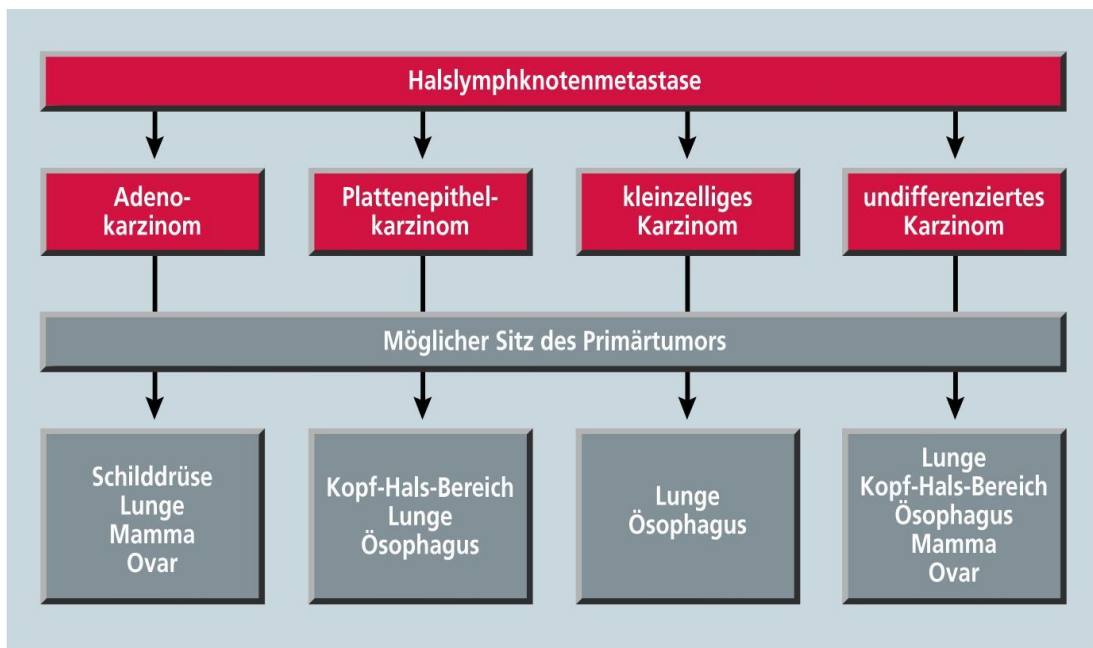 Halslymphknotenmetastase
Adeno-
karzinom
Plattenepithel-
karzinom
kleinzelliges
Karzinom
undifferenziertes
Karzinom
Möglicher Sitz des Primärtumors
Schilddrüse
Lunge
Mamma
Ovar
Kopf-Hals-Bereich
Lunge
Ösophagus
Lunge
Ösophagus
Lunge
Kopf-Hals-Bereich
Ösophagus
Mamma
Ovar